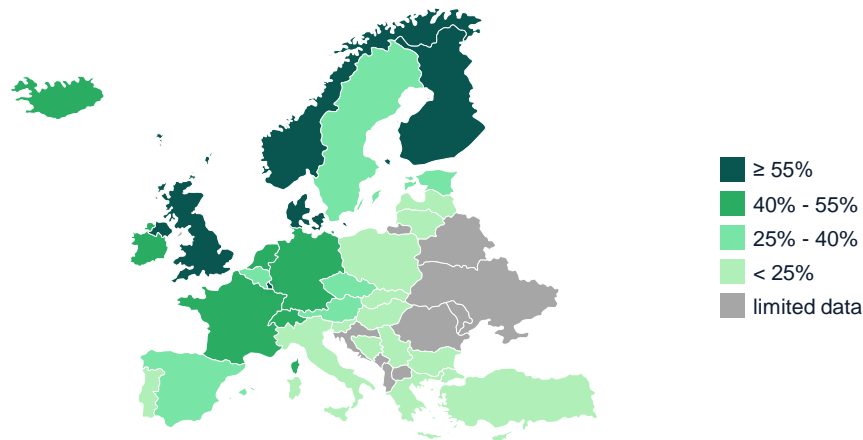 ≥ 55%
40% - 55%
25% - 40%
< 25%
limited data